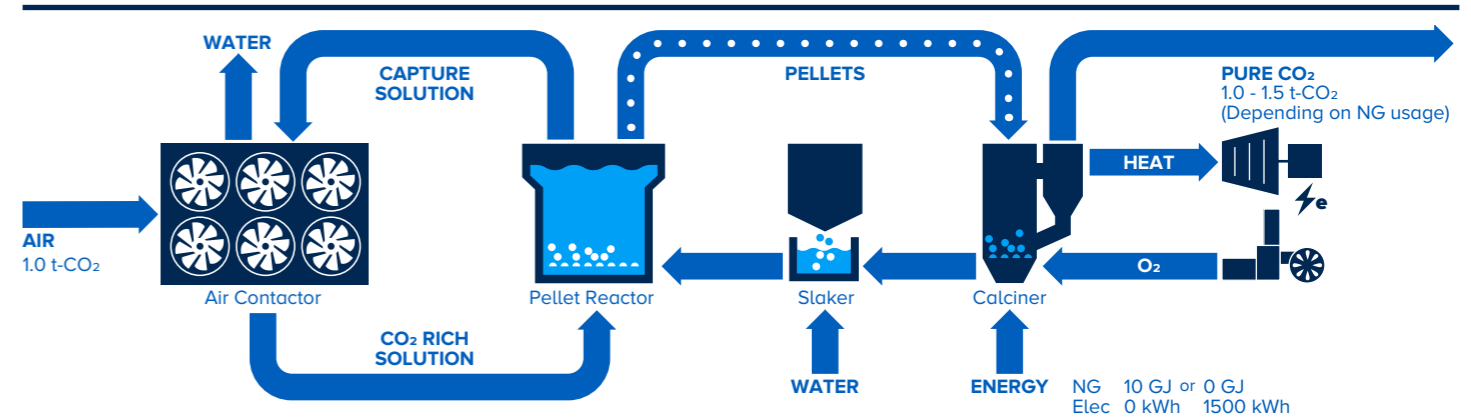 WATER
CAPTURE
SOLUTION
PELLETS
PURE CO₂
1.0 - 1.5 t-CO₂
(Depending on NG usage)
HEAT
e
AIR
1.0 t-CO₂
O₂
Air Contactor
Pellet Reactor
Slaker
Calciner
CO₂ RICH
SOLUTION
WATER
ENERGY
NG 10 GJ or 0 GJ
Elec 0 kWh 1500 kWh